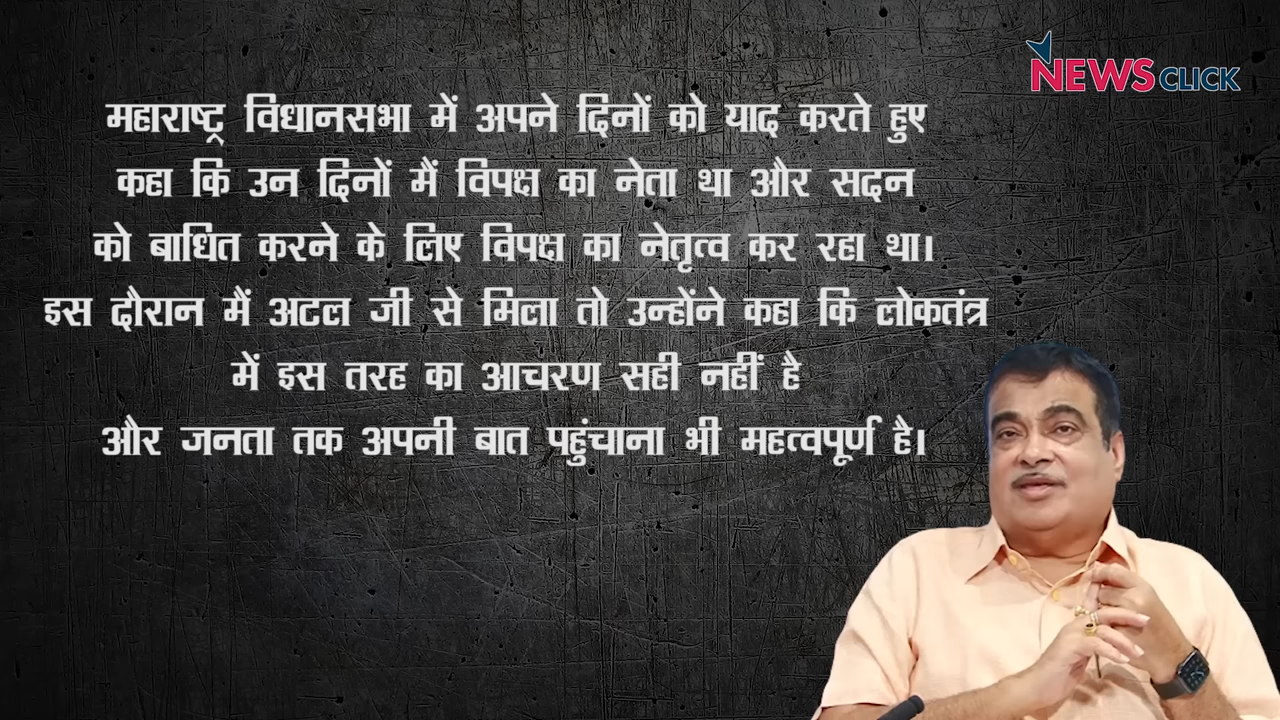 NEWSCLICK
महाराष्ट्र विधानसभा में अपने दिनों को याद करते हुए
कहा कि उन दिनों मैं विपक्ष का नेता था और सदन
को बाधित करने के लिए विपक्ष का नेतृत्व कर रहा था।
इस दौरान मैं अटल जी से मिला तो उन्होंने कहा कि लोकतंत्र
में इस तरह का आचरण सही नहीं है
और जनता तक अपनी बात पहुंचाना भी महत्वपूर्ण है।